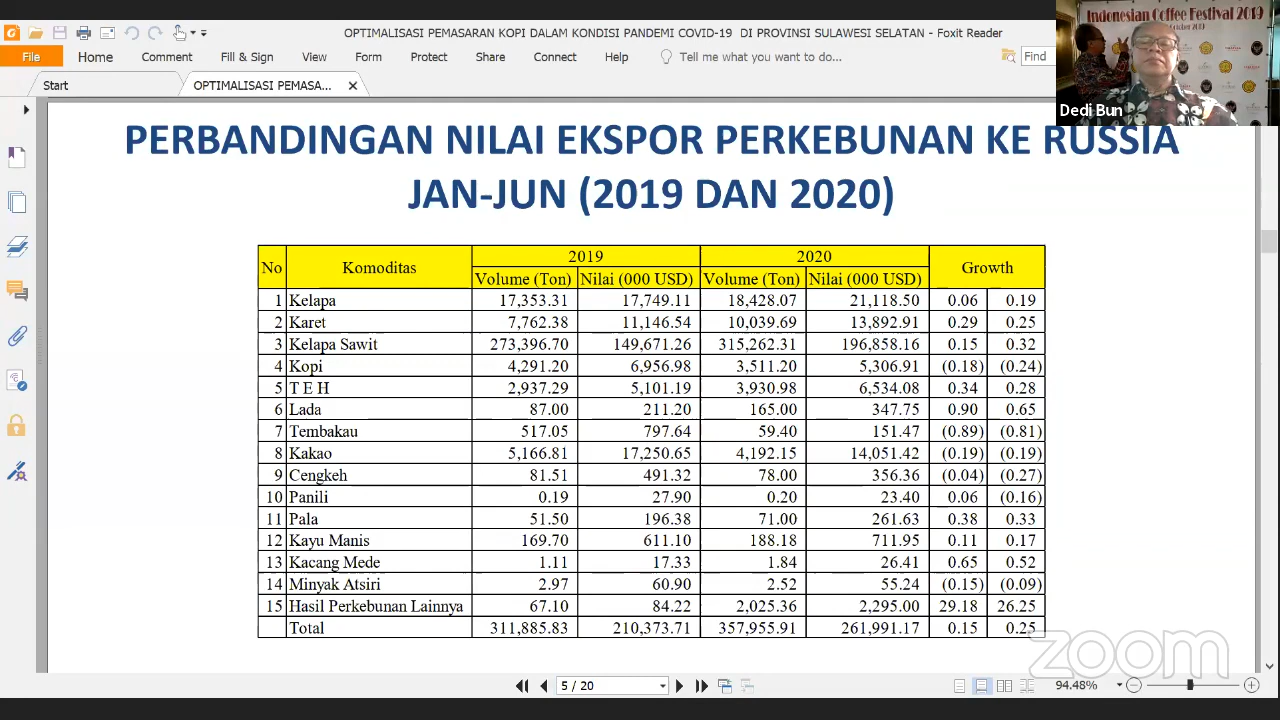 OPTIMALISASI PEMASARAN KOPI DALAM KONDISI PANDEMI COVID-19 DI PROVINSI SULAWESI SELATAN - Foxit Reader
Indonesian Coffee Festival 2019
File Home Comment Fill & Sign View Form Protect Share Connect Help Tell me what you want to do... Find
Start OPTIMALISASI PEMASA...
Dedi Bun
PERBANDINGAN NILAI EKSPOR PERKEBUNAN KE RUSSIA
JAN-JUN (2019 DAN 2020)
No Komoditas 2019 2020 Growth
Volume (Ton) Nilai (000 USD) Volume (Ton) Nilai (000 USD)
1 Kelapa 17,353.31 17,749.11 18,428.07 21,118.50 0.06 0.19
2 Karet 7,762.38 11,146.54 10,039.69 13,892.91 0.29 0.25
3 Kelapa Sawit 273,396.70 149,671.26 315,262.31 196,858.16 0.15 0.32
4 Kopi 4,291.20 6,956.98 3,511.20 5,306.91 (0.18) (0.24)
5 T E H 2,937.29 5,101.19 3,930.98 6,534.08 0.34 0.28
6 Lada 87.00 211.20 165.00 347.75 0.90 0.65
7 Tembakau 517.05 797.64 59.40 151.47 (0.89) (0.81)
8 Kakao 5,166.81 17,250.65 4,192.15 14,051.42 (0.19) (0.19)
9 Cengkeh 81.51 491.32 78.00 356.36 (0.04) (0.27)
10 Panili 0.19 27.90 0.20 23.40 0.06 (0.16)
11 Pala 51.50 196.38 71.00 261.63 0.38 0.33
12 Kayu Manis 169.70 611.10 188.18 711.95 0.11 0.17
13 Kacang Mede 1.11 17.33 1.84 26.41 0.65 0.52
14 Minyak Atsiri 2.97 60.90 2.52 55.24 (0.15) (0.09)
15 Hasil Perkebunan Lainnya 67.10 84.22 2,025.36 2,295.00 29.18 26.25
Total 311,885.83 210,373.71 357,955.91 261,991.17 0.15 0.25
zoom
5 / 20
94.48%